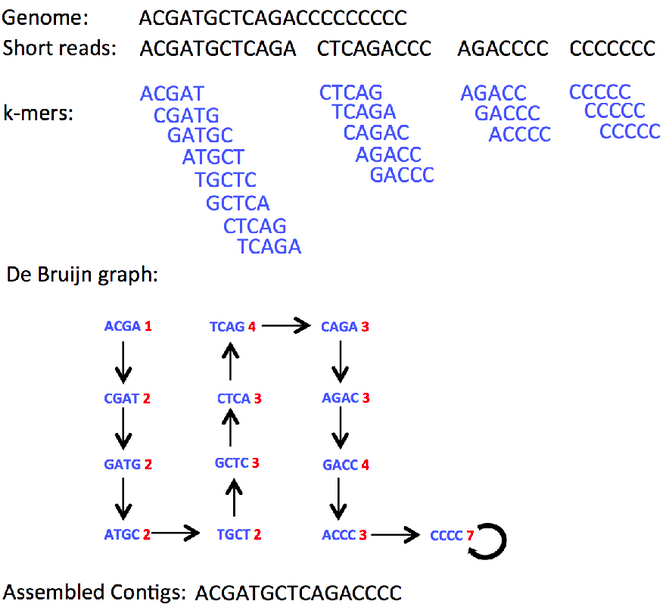 Genome: ACGATGCTCAGACCCCCCCCC
Short reads: ACGATGCTCAGA CTCAGACCC AGACCCC CCCCCCC
k-mers:
ACGAT CTCAG AGACC CCCCC
CGATG TCAGA GACCC CCCCC
GATGC CAGAC ACCCC CCCCC
ATGCT AGACC
TGCTC GACCC
GCTCA
CTCAG
TCAGA
De Bruijn graph:
ACGA 1 TCAG 4 CAGA 3
CGAT 2 CTCA 3 AGAC 3
GATG 2 GCTC 3 GACC 4
ATGC 2 TGCT 2 ACCC 3 CCCC 7
Assembled Contigs: ACGATGCTCAGACCCC